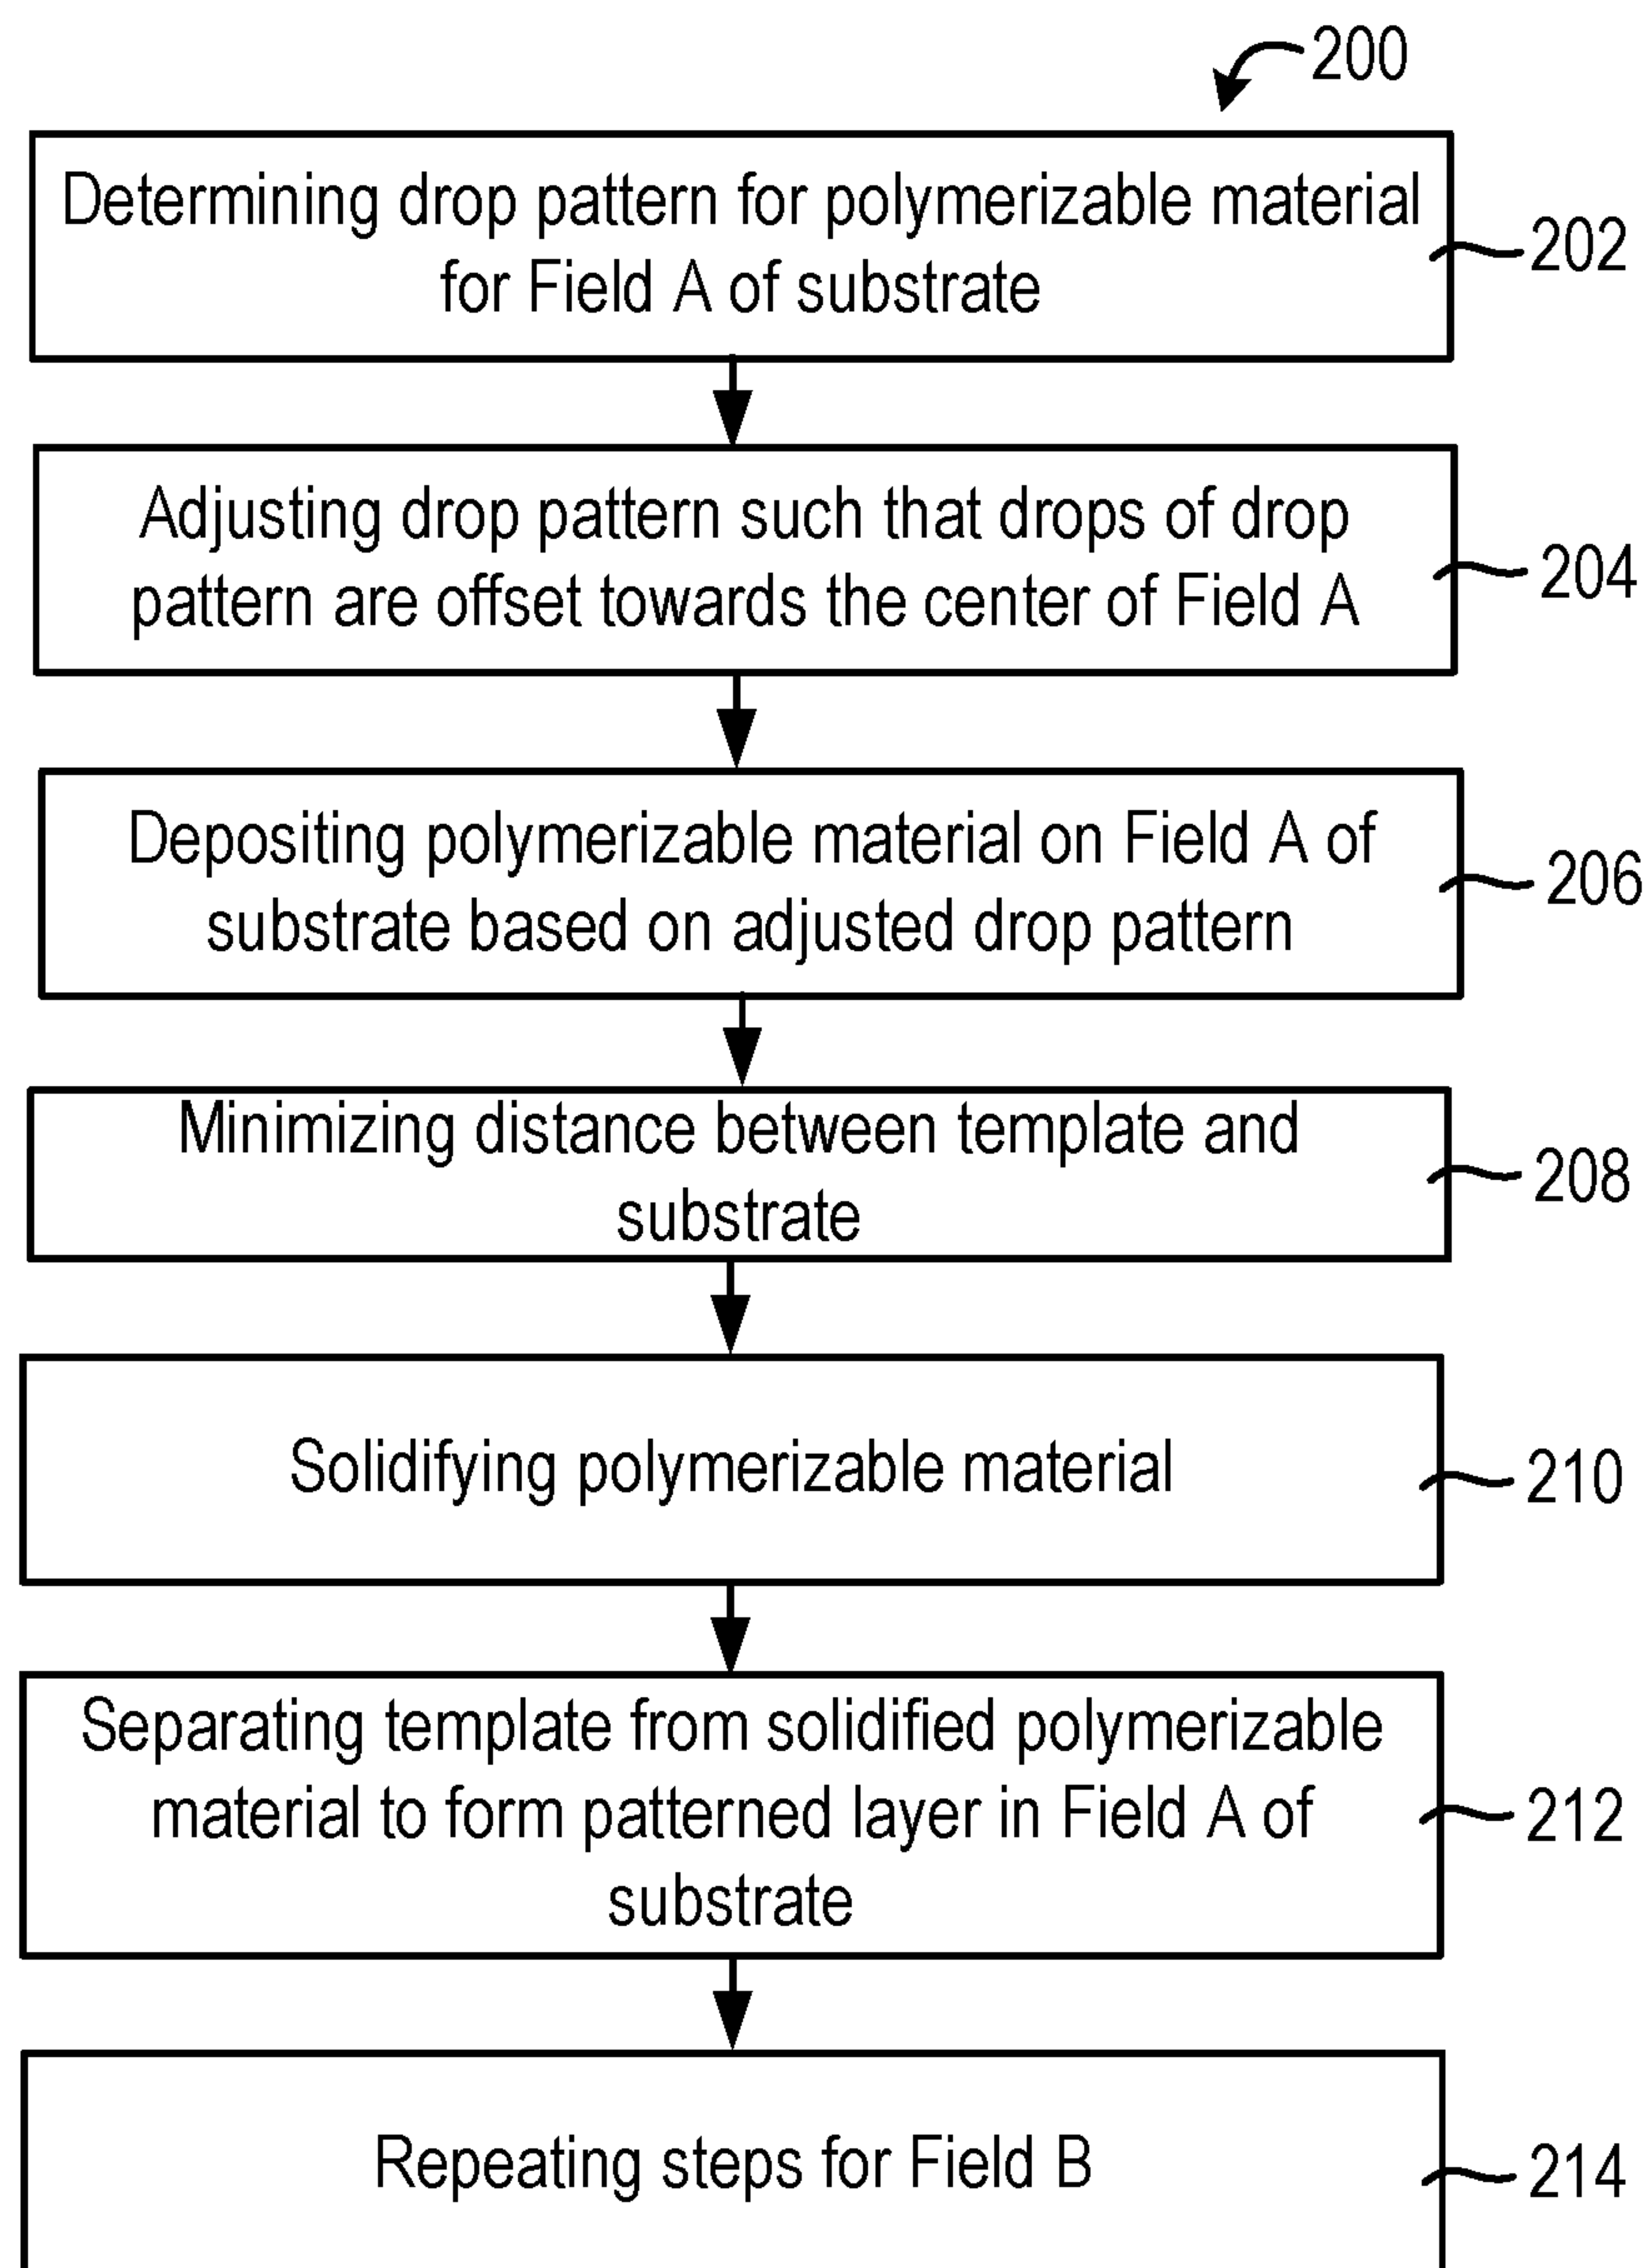 200
Determining drop pattern for polymerizable material
for Field A of substrate
202
Adjusting drop pattern such that drops of drop
pattern are offset towards the center of Field A
204
Depositing polymerizable material on Field A of
substrate based on adjusted drop pattern
206
Minimizing distance between template and
substrate
208
Solidifying polymerizable material
210
Separating template from solidified polymerizable
material to form patterned layer in Field A of
substrate
212
Repeating steps for Field B
214